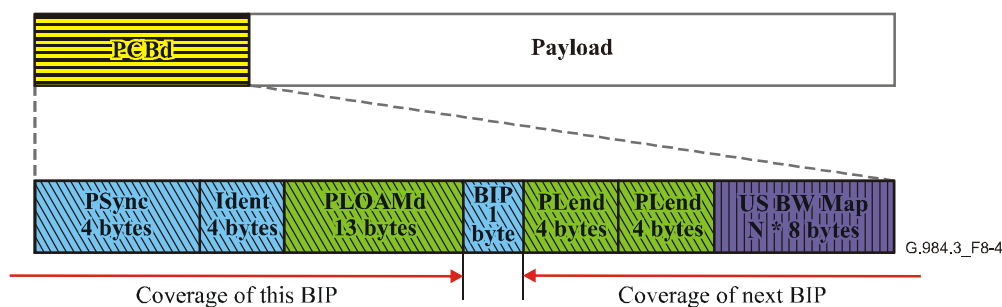 PCBd
Payload
PSync
4 bytes
Ident
4 bytes
PLOAMd
13 bytes
BIP
1
byte
PLend
4 bytes
PLend
4 bytes
US BW Map
N * 8 bytes
G.984.3_F8-4
Coverage of this BIP
Coverage of next BIP